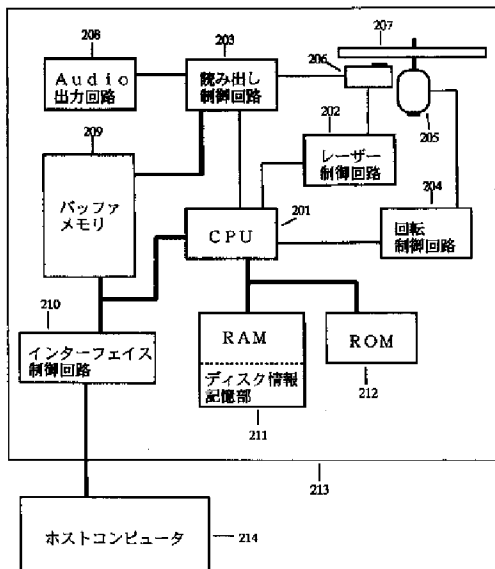 208
203
206
207
Audio
出力回路
読み出し
制御回路
202
205
209
レーザー
制御回路
204
バッファ
メモリ
201
CPU
回転
制御回路
210
インターフェイス
制御回路
RAM
ROM
ディスク情報
記憶部
212
211
213
ホストコンピュータ
214